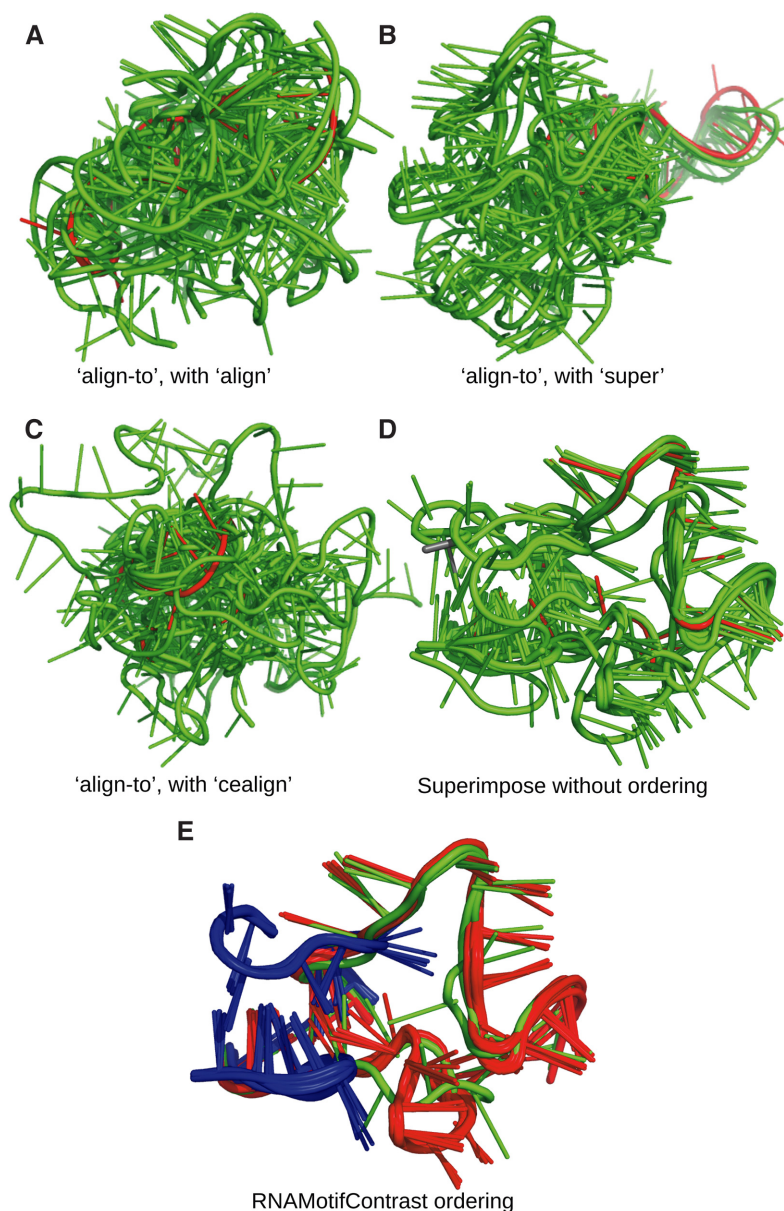 A
B
‘align-to’, with ‘align’
‘align-to’, with ‘super’
C
D
‘align-to’, with ‘cealign’
Superimpose without ordering
E
RNAMotifContrast ordering